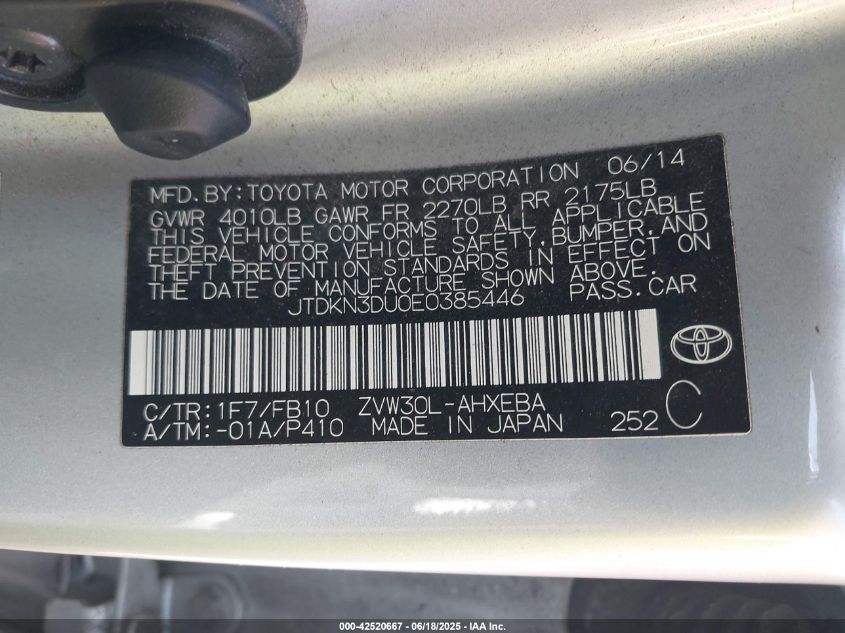 MFD.BY:TOYOTA MOTOR CORPORATION 06/14
GVWR 4010LB GAWR FR 2270LB RR 2175LB
THIS VEHICLE CONFORMS TO ALL APPLICABLE
FEDERAL MOTOR VEHICLE SAFETY,BUMPER,AND
THEFT PREVENTION STANDARDS IN EFFECT ON
THE DATE OF MANUFACTURE SHOWN ABOVE.
JTDKN3DU0E0385446 PASS.CAR
C/TR:1F7/FB10 ZVW30L-AHXEBA
A/TM:-01A/P410 MADE IN JAPAN 252 C
000-42520667 - 06/18/2025 - IAA Inc.